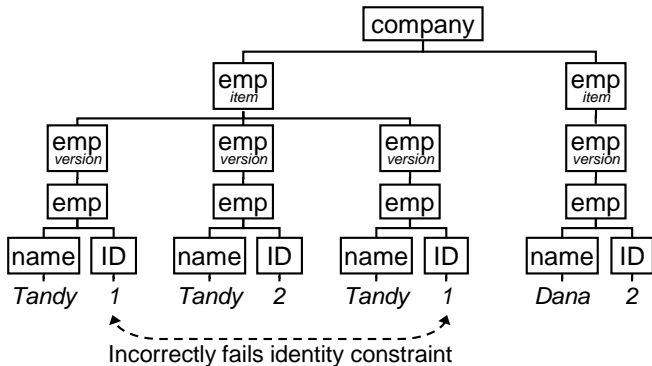 company
emp emp
item item
emp emp emp emp
version version version version
emp emp emp emp
name ID name ID name ID name ID
Tandy 1 Tandy 2 Tandy 1 Dana 2
Incorrectly fails identity constraint